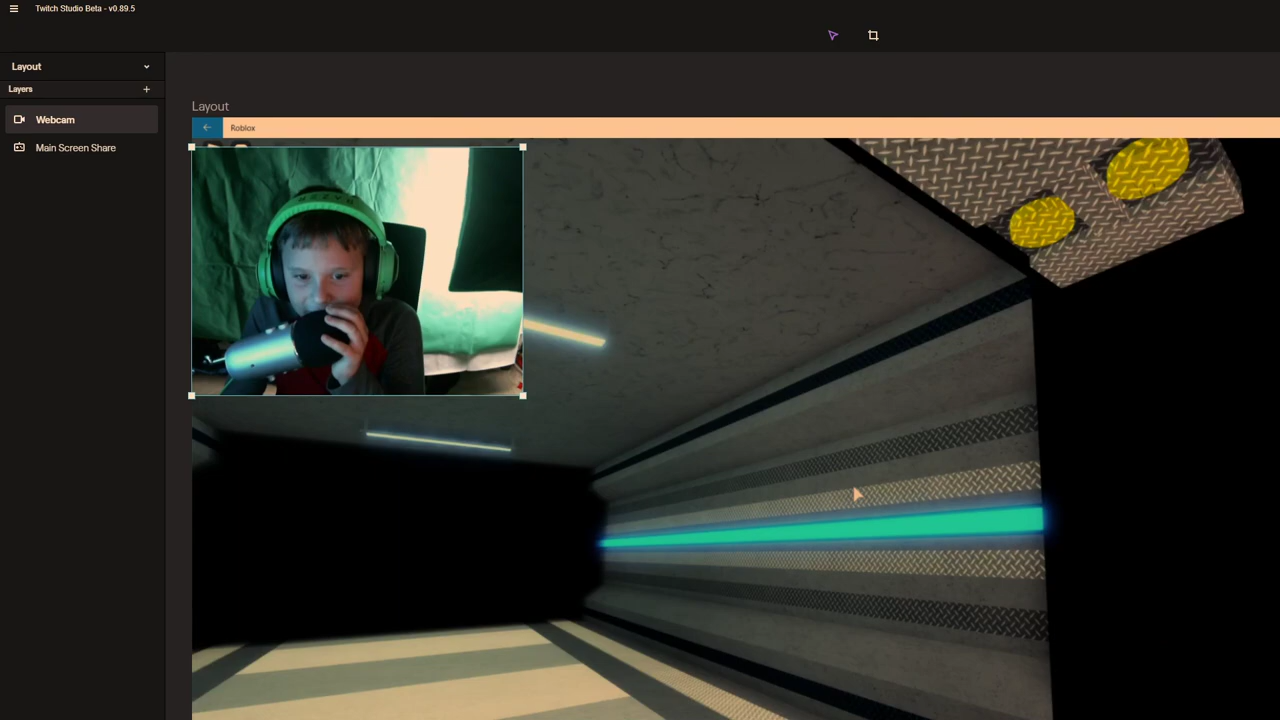 Twitch Studio Beta - v0.89.5
Layout
Layers
Webcam
Main Screen Share
Layout
Roblox